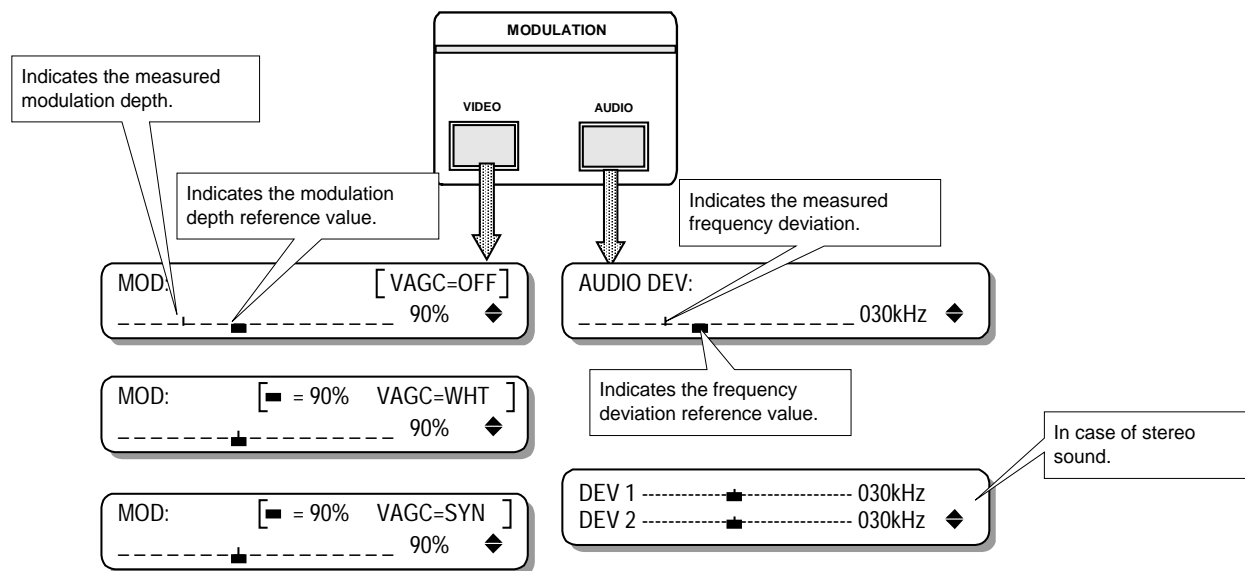 MODULATION
VIDEO
AUDIO
Indicates the measured
modulation depth.
Indicates the modulation
depth reference value.
Indicates the measured
frequency deviation.
MOD: [VAGC=OFF]
90%
AUDIO DEV:
030kHz
Indicates the frequency
deviation reference value.
MOD: [■ = 90% VAGC=WHT ]
90%
In case of stereo
sound.
DEV 1 ---------------------------- 030kHz
DEV 2 ---------------------------- 030kHz
MOD: [■ = 90% VAGC=SYN ]
90%